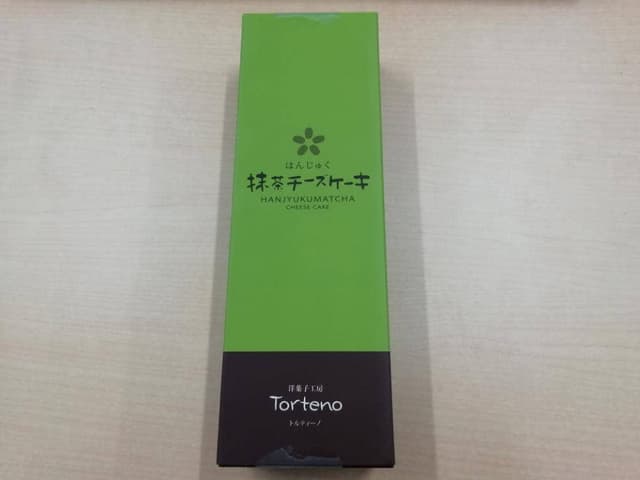 はんじゅく
抹茶チーズケーキ
HANJYUKUMATCHA
CHEESE CAKE
洋菓子工房
Torteno
トルティーノ